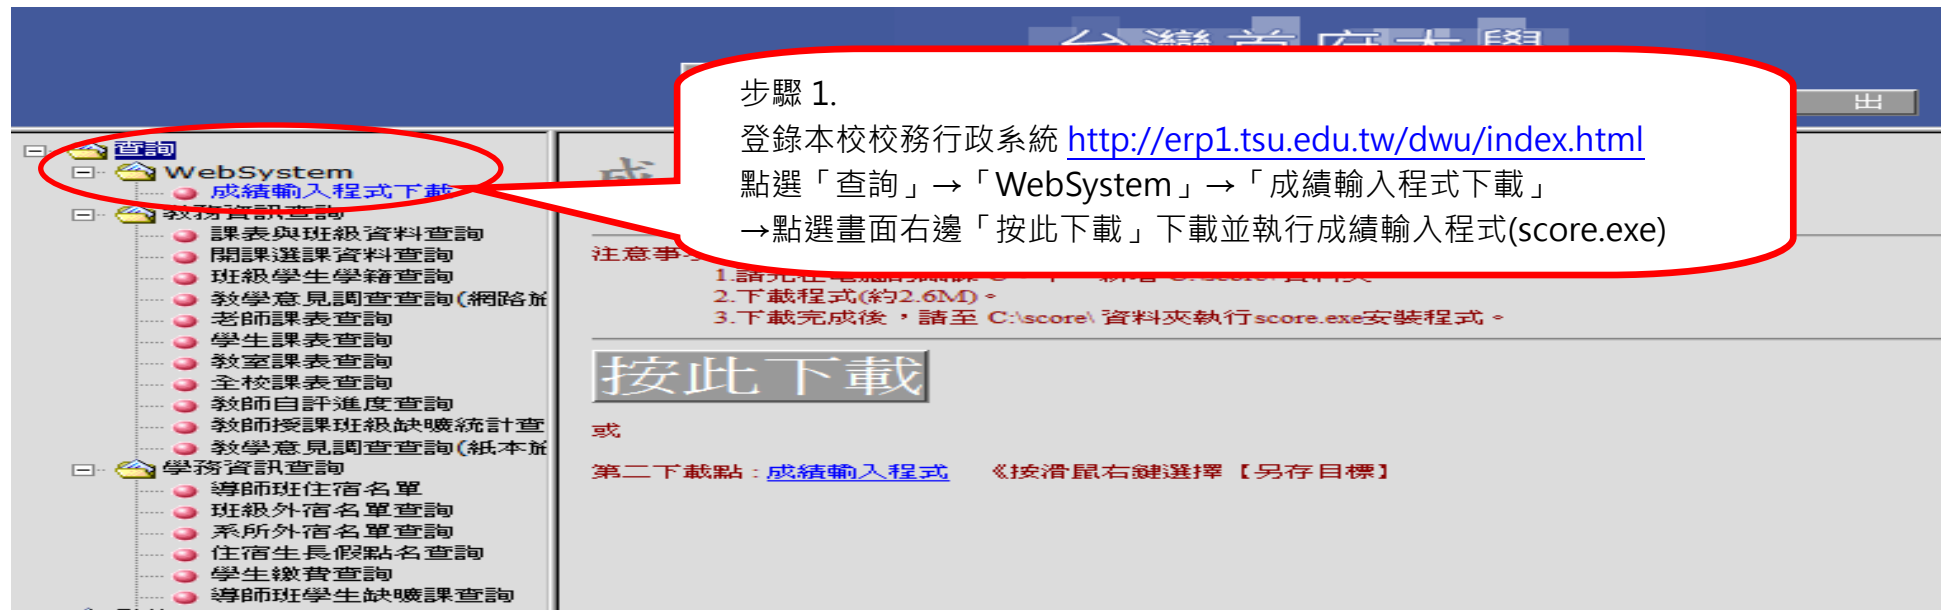 台灣首府大學
出
步驟 1.
登錄本校校務行政系統 http://erp1.tsu.edu.tw/dwu/index.html
點選「查詢」→「WebSystem」→「成績輸入程式下載」
→點選畫面右邊「按此下載」下載並執行成績輸入程式(score.exe)
查詢
WebSystem
成績輸入程式下載
教務資訊查詢
課表與班級資料查詢
開課選課資料查詢
班級學生學籍查詢
教學意見調查查詢(網路施
老師課表查詢
學生課表查詢
教室課表查詢
全校課表查詢
教師自評進度查詢
教師授課班級缺曠統計查
教學意見調查查詢(紙本施
學務資訊查詢
導師班住宿名單
班級外宿名單查詢
系所外宿名單查詢
住宿生長假點名查詢
學生繳費查詢
導師班學生缺曠課查詢
成
注意事
2.下載程式(約2.6M)。
3.下載完成後，請至 C:\score\ 資料夾執行score.exe安裝程式。
按此下載
或
第二下載點 : 成績輸入程式 《按滑鼠右鍵選擇【另存目標】